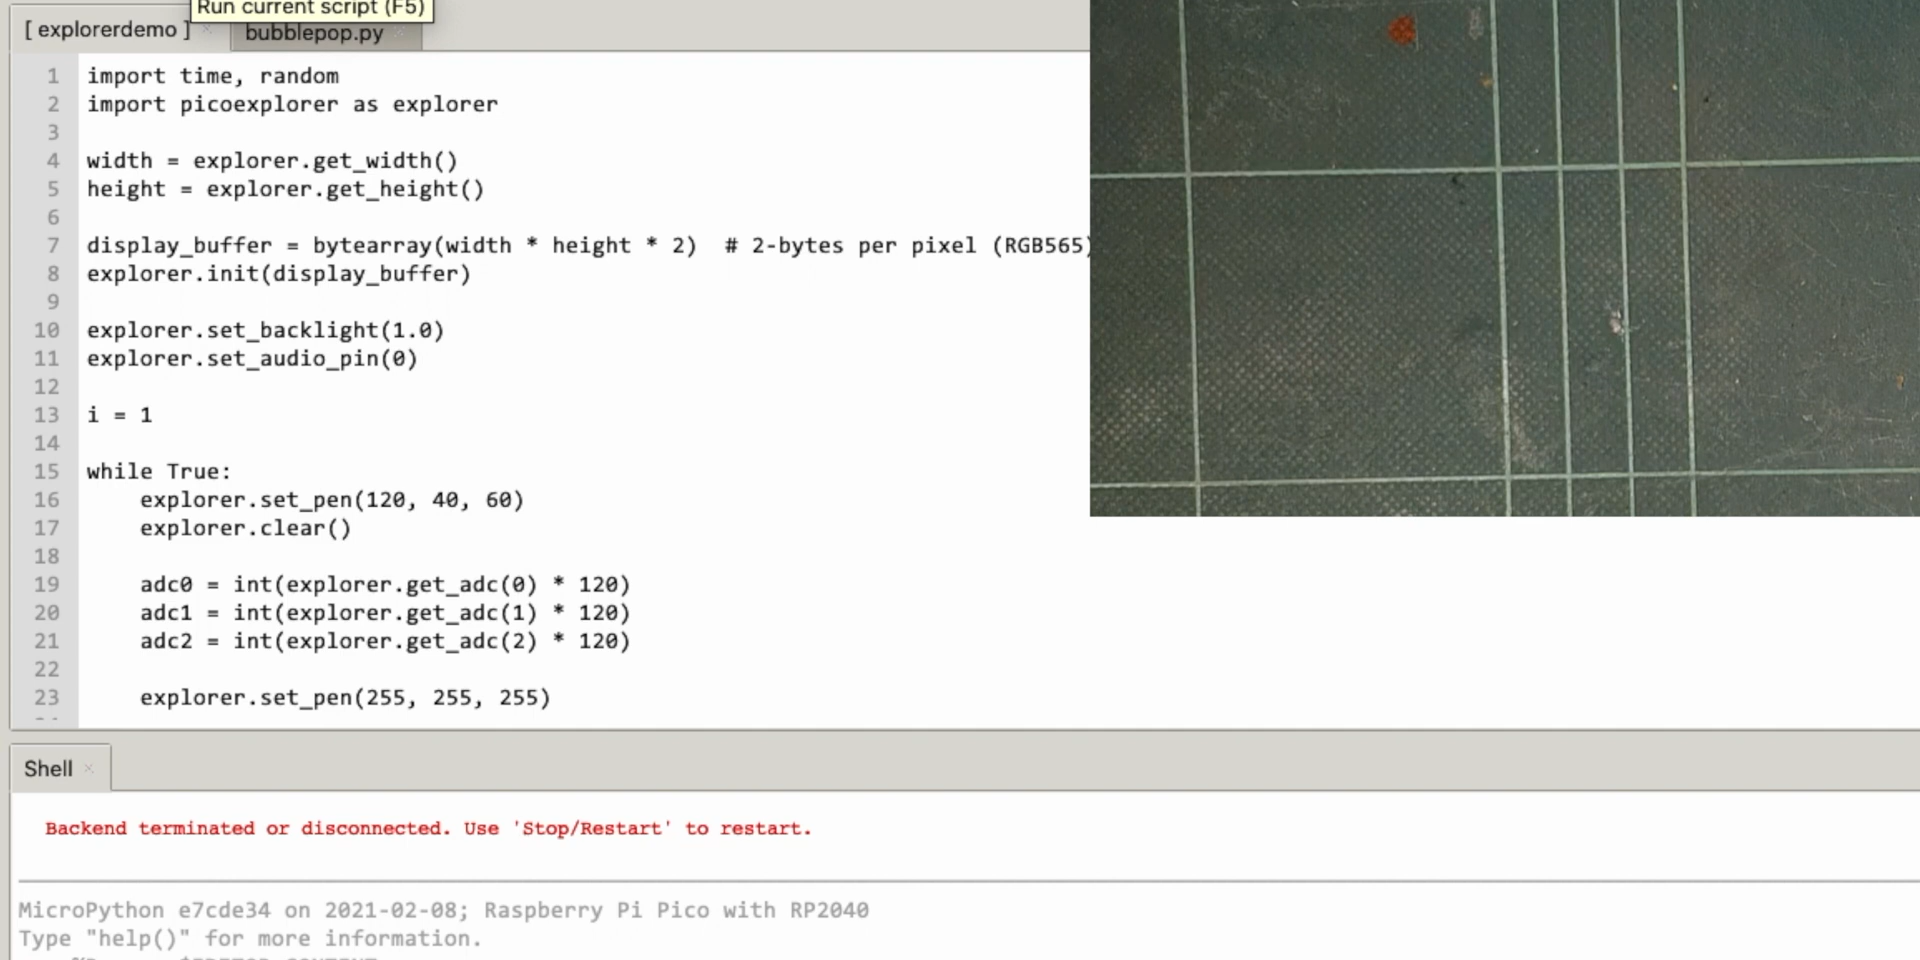 Run current script (F5)
[ explorerdemo ] bubblepop.py
1 import time, random
2 import picoexplorer as explorer
3
4 width = explorer.get_width()
5 height = explorer.get_height()
6
7 display_buffer = bytearray(width * height * 2)  # 2-bytes per pixel (RGB565)
8 explorer.init(display_buffer)
9
10 explorer.set_backlight(1.0)
11 explorer.set_audio_pin(0)
12
13 i = 1
14
15 while True:
16     explorer.set_pen(120, 40, 60)
17     explorer.clear()
18
19     adc0 = int(explorer.get_adc(0) * 120)
20     adc1 = int(explorer.get_adc(1) * 120)
21     adc2 = int(explorer.get_adc(2) * 120)
22
23     explorer.set_pen(255, 255, 255)
Shell
Backend terminated or disconnected. Use 'Stop/Restart' to restart.
MicroPython e7cde34 on 2021-02-08; Raspberry Pi Pico with RP2040
Type "help()" for more information.